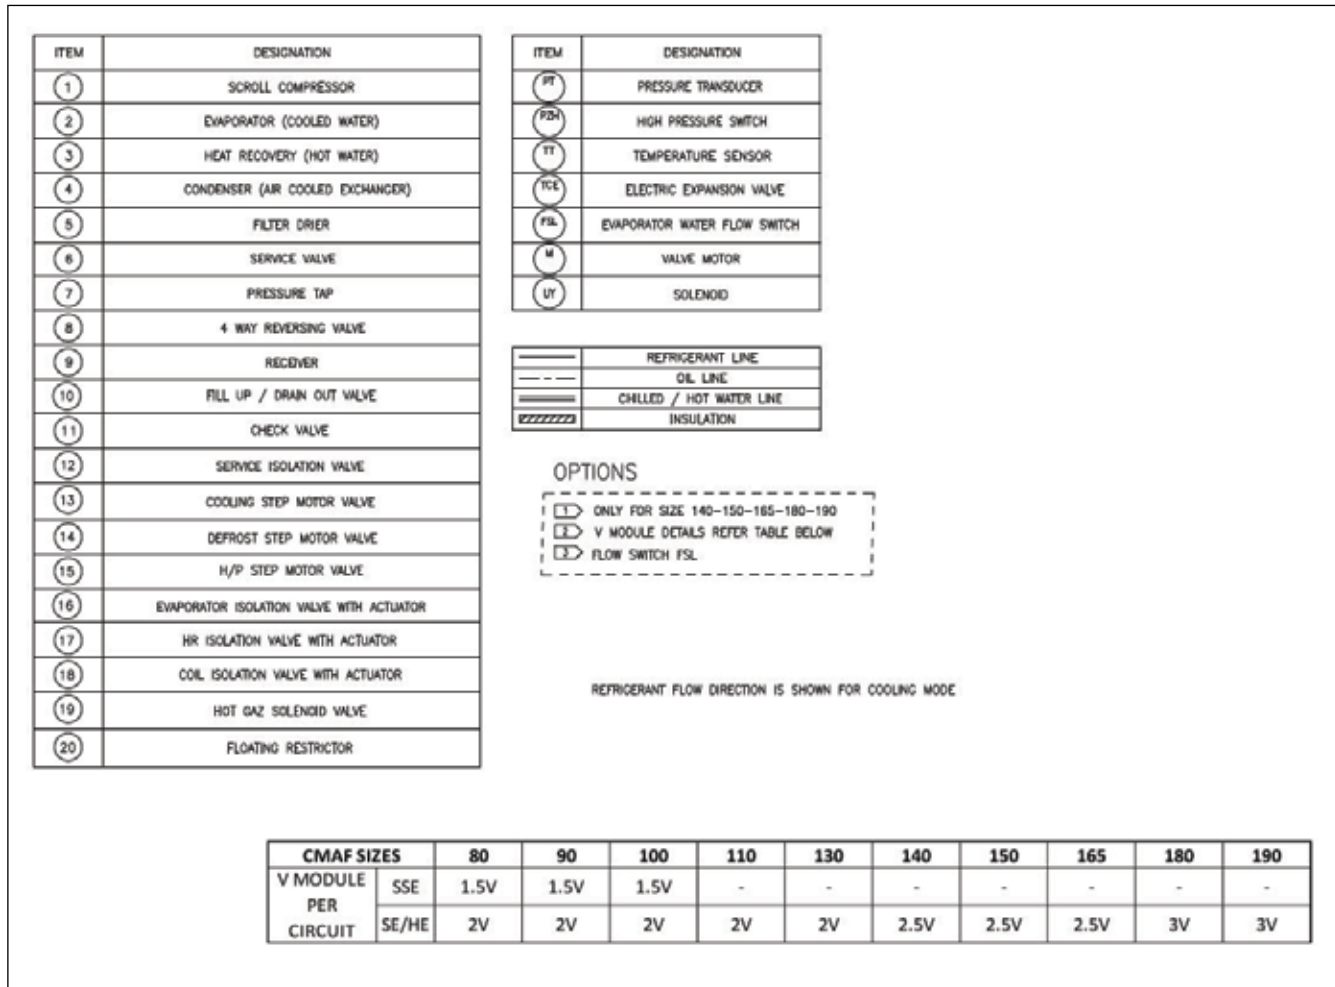 ITEM DESIGNATION
1 SCROLL COMPRESSOR
2 EVAPORATOR (COOLED WATER)
3 HEAT RECOVERY (HOT WATER)
4 CONDENSER (AIR COOLED EXCHANGER)
5 FILTER DRIER
6 SERVICE VALVE
7 PRESSURE TAP
8 4 WAY REVERSING VALVE
9 RECEIVER
10 FILL UP / DRAIN OUT VALVE
11 CHECK VALVE
12 SERVICE ISOLATION VALVE
13 COOLING STEP MOTOR VALVE
14 DEFROST STEP MOTOR VALVE
15 H/P STEP MOTOR VALVE
16 EVAPORATOR ISOLATION VALVE WITH ACTUATOR
17 HR ISOLATION VALVE WITH ACTUATOR
18 COIL ISOLATION VALVE WITH ACTUATOR
19 HOT GAZ SOLENOID VALVE
20 FLOATING RESTRICTOR
ITEM DESIGNATION
PT PRESSURE TRANSDUCER
PZH HIGH PRESSURE SWITCH
TT TEMPERATURE SENSOR
TCE ELECTRIC EXPANSION VALVE
FSL EVAPORATOR WATER FLOW SWITCH
M VALVE MOTOR
UY SOLENOID
REFRIGERANT LINE
OIL LINE
CHILLED / HOT WATER LINE
INSULATION
OPTIONS
1 ONLY FOR SIZE 140-150-165-180-190
2 V MODULE DETAILS REFER TABLE BELOW
3 FLOW SWITCH FSL
REFRIGERANT FLOW DIRECTION IS SHOWN FOR COOLING MODE
CMAF SIZES 80 90 100 110 130 140 150 165 180 190
V MODULE PER CIRCUIT SSE 1.5V 1.5V 1.5V - - - - - - -
SE/HE 2V 2V 2V 2V 2V 2.5V 2.5V 2.5V 3V 3V